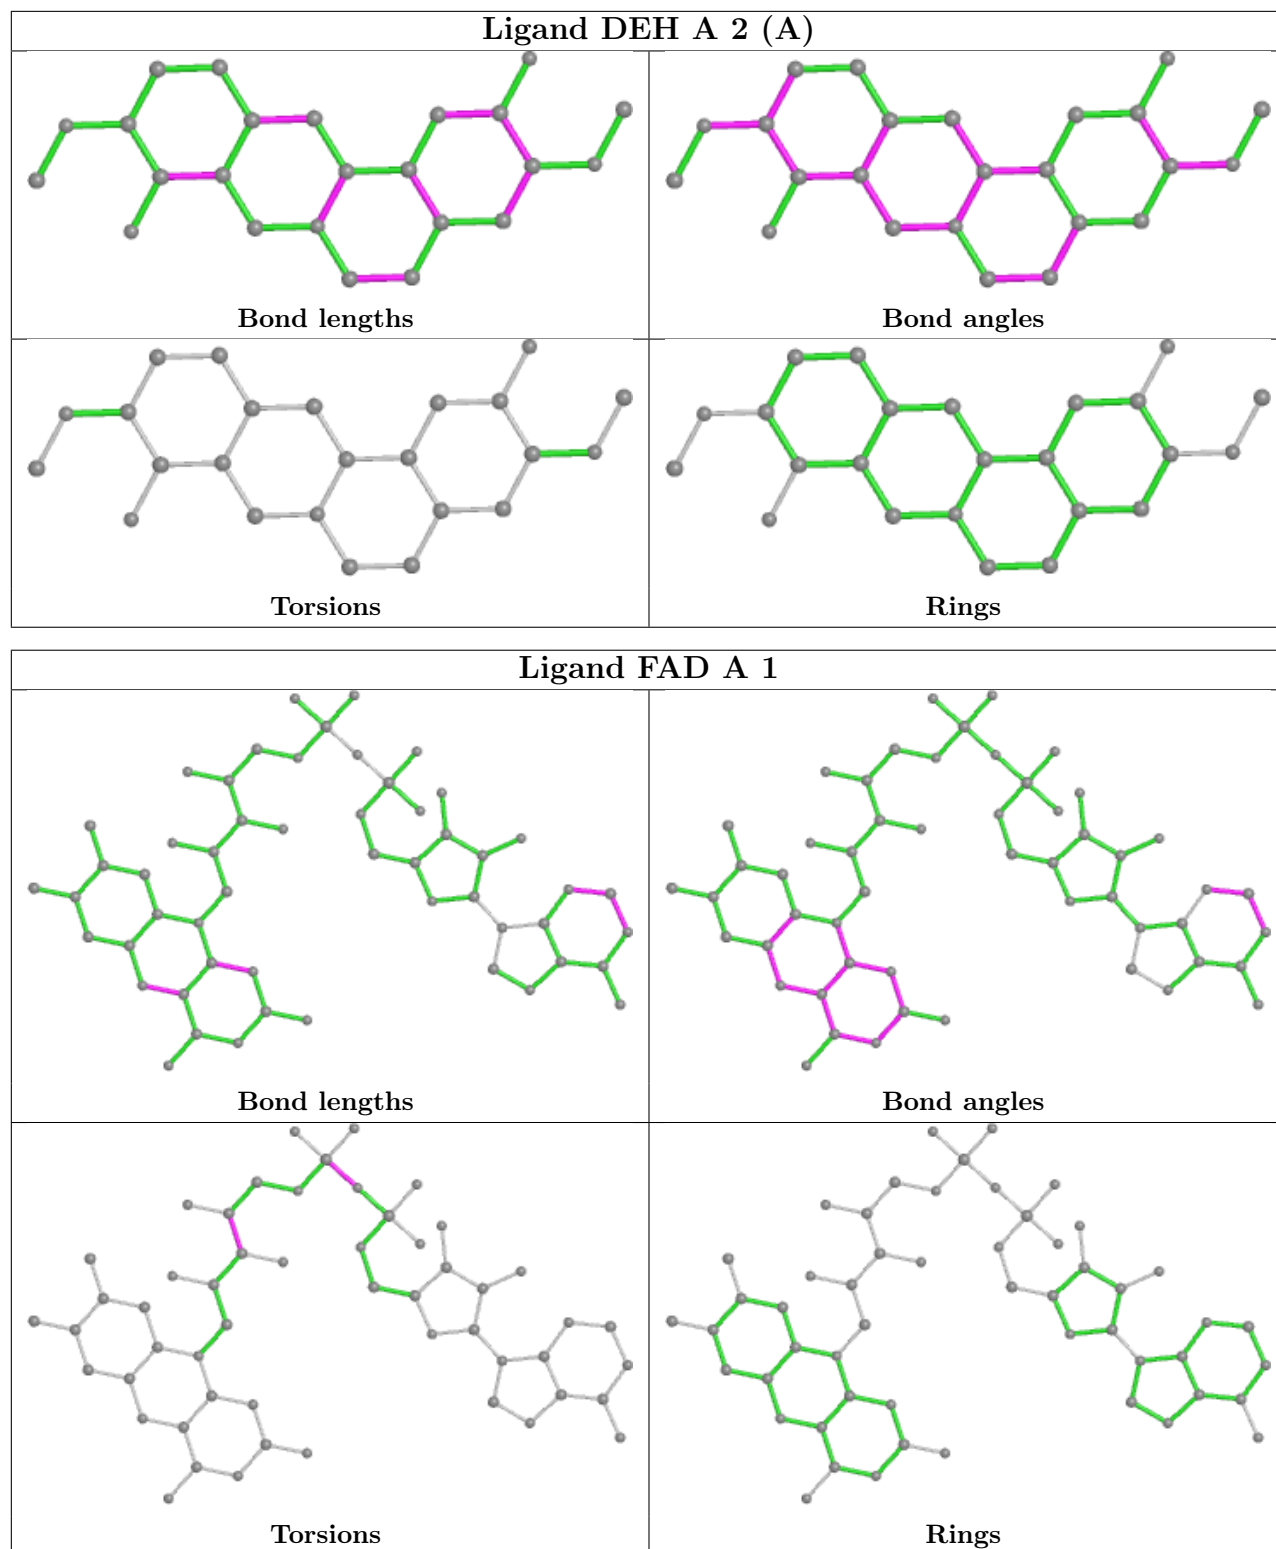 Ligand DEH A 2 (A)
Bond lengths
Bond angles
Torsions
Rings
Ligand FAD A 1
Bond lengths
Bond angles
Torsions
Rings